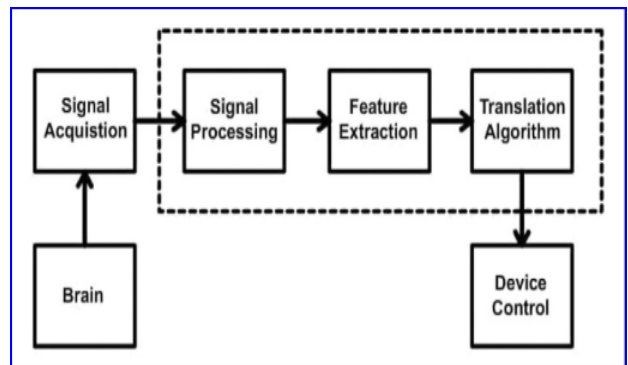 Signal
Acquistion
Signal
Processing
Feature
Extraction
Translation
Algorithm
Brain
Device
Control